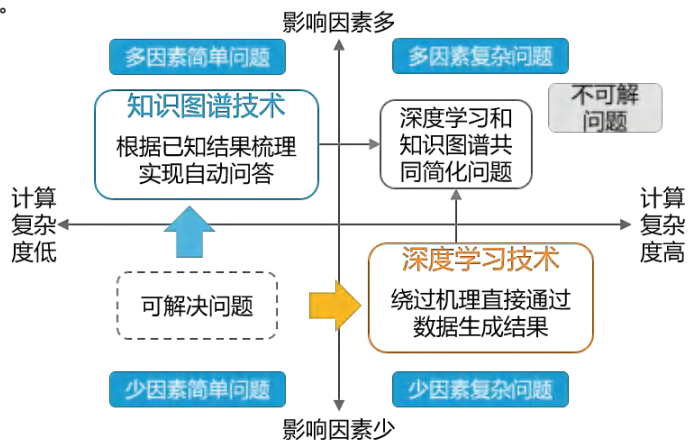 。
影响因素多
多因素简单问题
多因素复杂问题
知识图谱技术
根据已知结果梳理
实现自动问答
深度学习和
知识图谱共
同简化问题
不可解
问题
计算
复杂
度低
计算
复杂
度高
可解决问题
深度学习技术
绕过机理直接通过
数据生成结果
少因素简单问题
少因素复杂问题
影响因素少